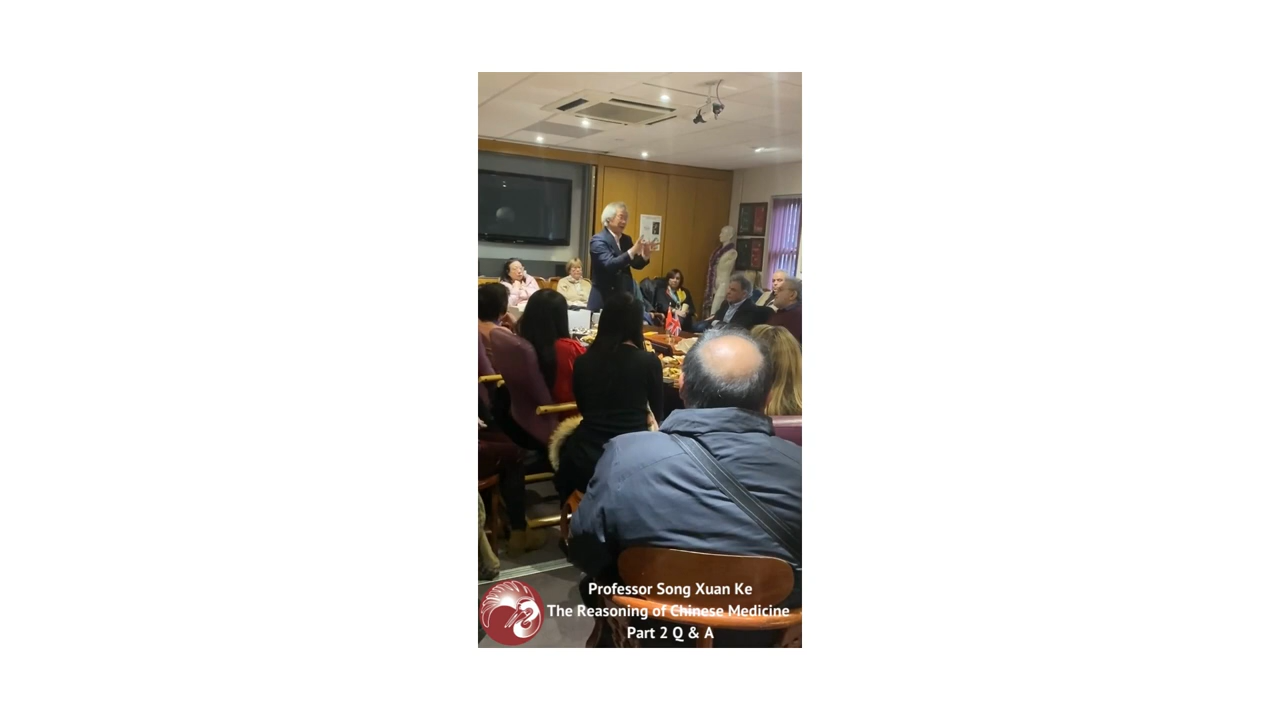 Professor Song Xuan Ke
The Reasoning of Chinese Medicine
Part 2 Q & A